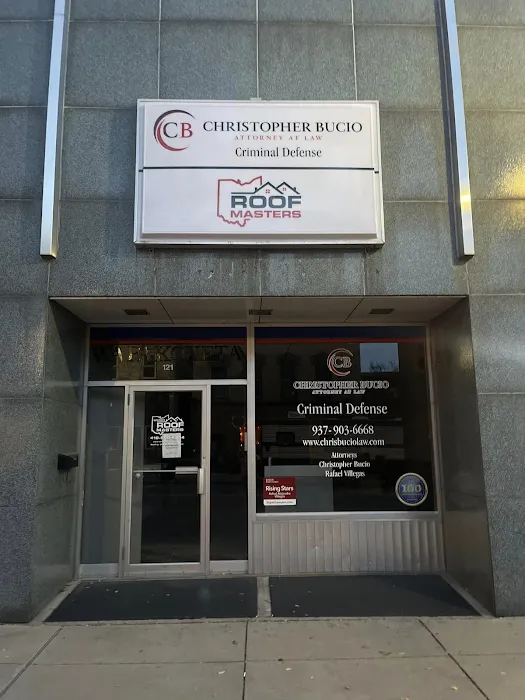 CB
CHRISTOPHER BUCIO
ATTORNEY AT LAW
Criminal Defense
ROOF
MASTERS
121
ROOF
MASTERS
CB
CHRISTOPHER BUCIO
ATTORNEY AT LAW
Criminal Defense
937-903-6668
www.chrisbuciolaw.com
Attorneys
Christopher Bucio
Rafael Villegas
Rising Stars
100